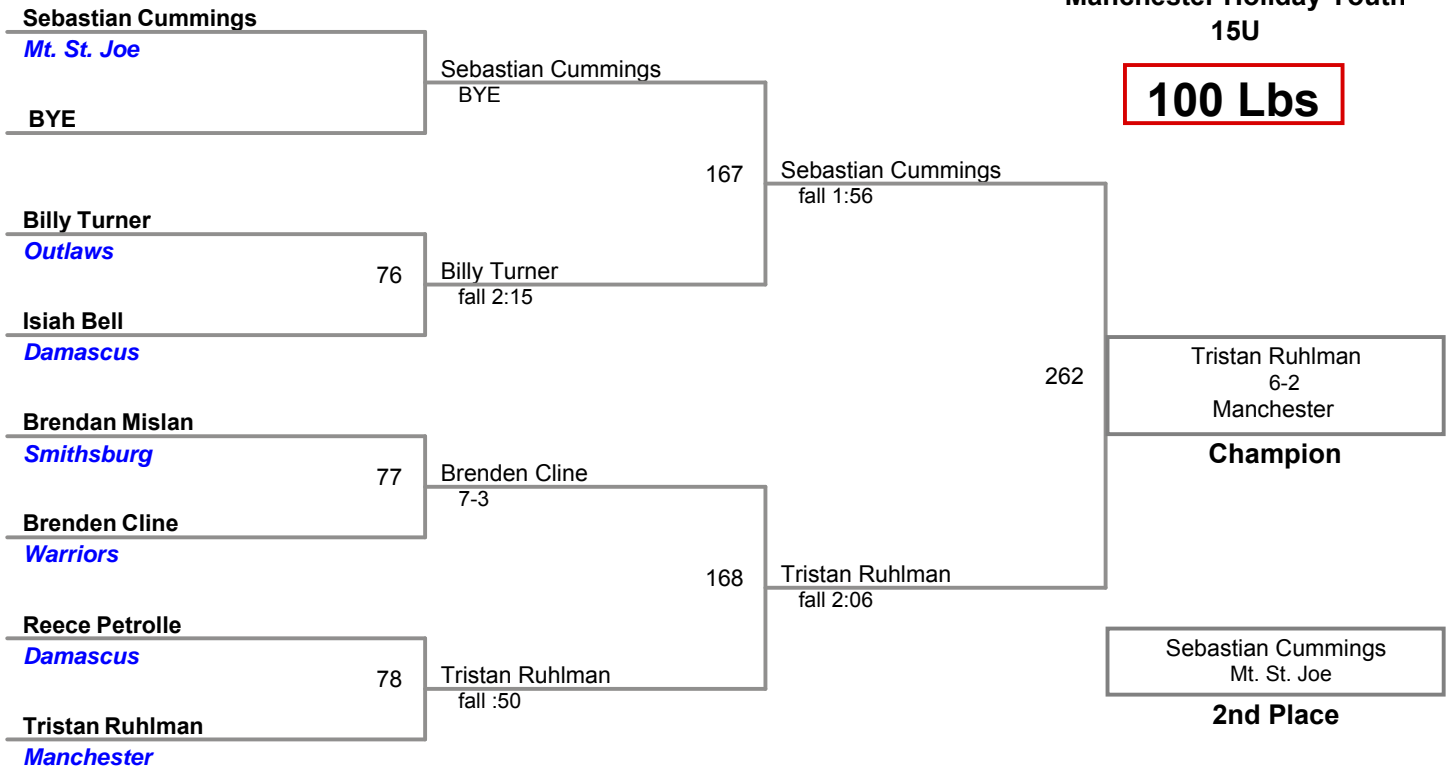 Manchester Holiday Youth
15U
100 Lbs
Sebastian Cummings
Mt. St. Joe
BYE
Sebastian Cummings
BYE
Billy Turner
Outlaws
Isiah Bell
Damascus
76
Billy Turner
fall 2:15
167
Sebastian Cummings
fall 1:56
Brendan Mislan
Smithsburg
Brenden Cline
Warriors
77
Brenden Cline
7-3
Reece Petrolle
Damascus
Tristan Ruhlman
Manchester
78
Tristan Ruhlman
fall :50
168
Tristan Ruhlman
fall 2:06
262
Tristan Ruhlman
6-2
Manchester
Champion
Sebastian Cummings
Mt. St. Joe
2nd Place